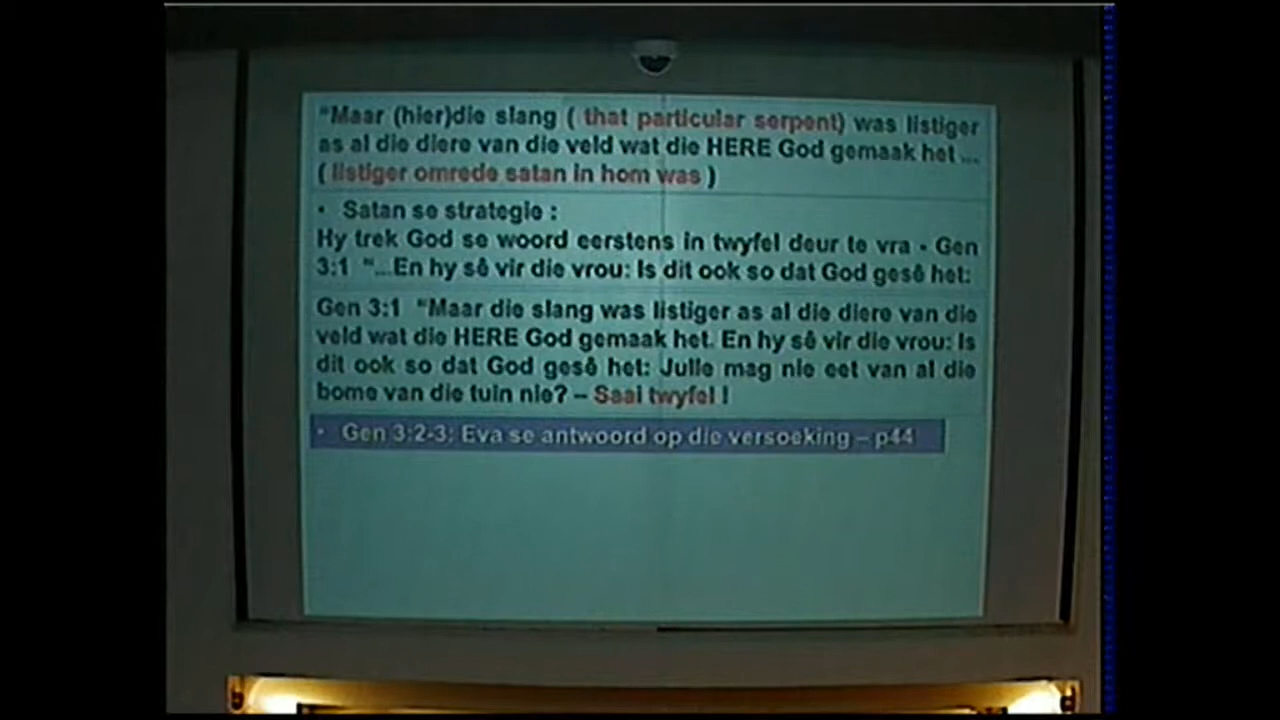 "Maar (hier)die slang ( that particular serpent) was listiger
as al die diere van die veld wat die HERE God gemaak het ...
( listiger omrede satan in hom was )
• Satan se strategie :
Hy trek God se woord eerstens in twyfel deur te vra - Gen
3:1 "...En hy sê vir die vrou: Is dit ook so dat God gesê het:
Gen 3:1 "Maar die slang was listiger as al die diere van die
veld wat die HERE God gemaak het. En hy sê vir die vrou: Is
dit ook so dat God gesê het: Julle mag nie eet van al die
bome van die tuin nie? – Saai twyfel !
• Gen 3:2-3: Eva se antwoord op die versoeking – p44